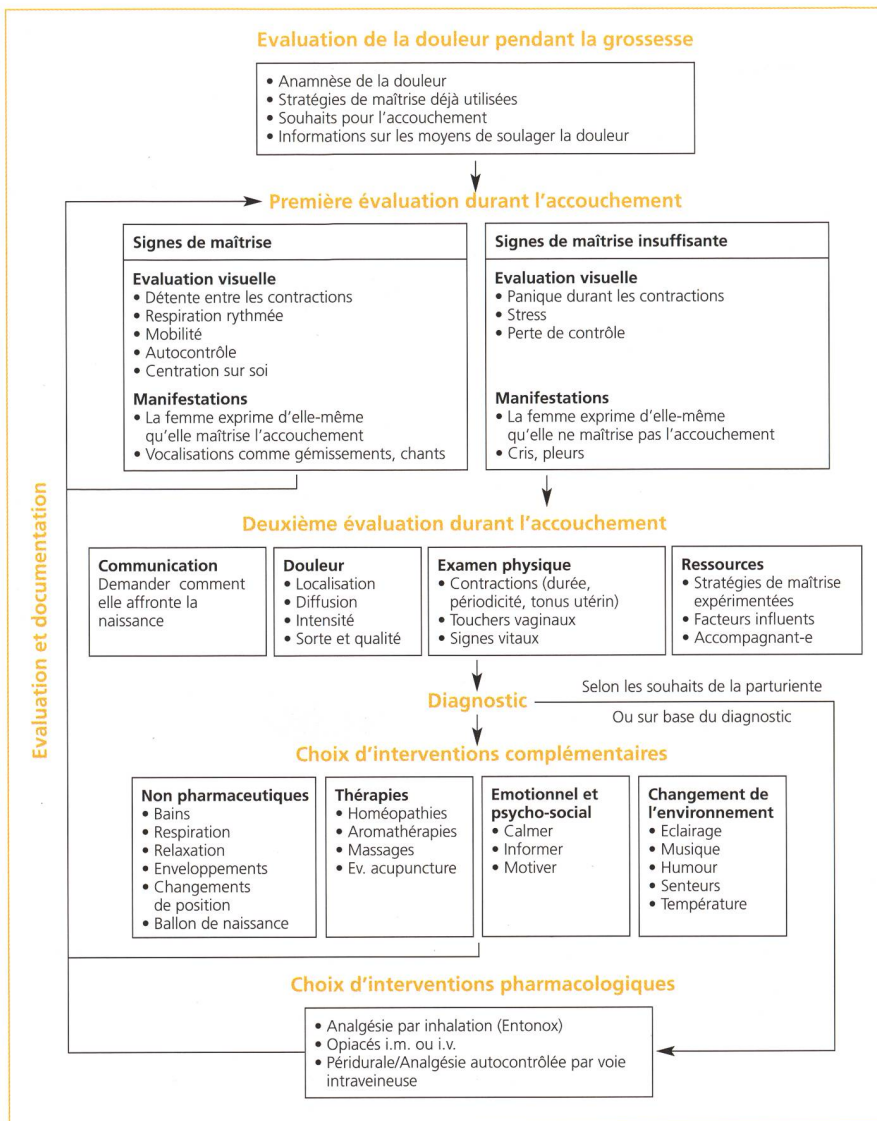 Evaluation de la douleur pendant la grossesse
• Anamnèse de la douleur
• Stratégies de maîtrise déjà utilisées
• Souhaits pour l'accouchement
• Informations sur les moyens de soulager la douleur
Première évaluation durant l'accouchement
Signes de maîtrise
Evaluation visuelle
• Détente entre les contractions
• Respiration rythmée
• Mobilité
• Autocontrôle
• Centration sur soi
Manifestations
• La femme exprime d'elle-même
qu'elle maîtrise l'accouchement
• Vocalisations comme gémissements, chants
Signes de maîtrise insuffisante
Evaluation visuelle
• Panique durant les contractions
• Stress
• Perte de contrôle
Manifestations
• La femme exprime d'elle-même
qu'elle ne maîtrise pas l'accouchement
• Cris, pleurs
Evaluation et documentation
Deuxième évaluation durant l'accouchement
Communication
Demander comment
elle affronte la
naissance
Douleur
• Localisation
• Diffusion
• Intensité
• Sorte et qualité
Examen physique
• Contractions (durée,
périodicité, tonus utérin)
• Touchers vaginaux
• Signes vitaux
Ressources
• Stratégies de maîtrise
expérimentées
• Facteurs influents
• Accompagnant-e
Diagnostic
Selon les souhaits de la parturiente
Ou sur base du diagnostic
Choix d'interventions complémentaires
Non pharmaceutiques
• Bains
• Respiration
• Relaxation
• Enveloppements
• Changements
de position
• Ballon de naissance
Thérapies
• Homéopathies
• Aromathérapies
• Massages
• Ev. acupuncture
Emotionnel et
psycho-social
• Calmer
• Informer
• Motiver
Changement de
l'environnement
• Eclairage
• Musique
• Humour
• Senteurs
• Température
Choix d'interventions pharmacologiques
• Analgésie par inhalation (Entonox)
• Opiacés i.m. ou i.v.
• Péridurale/Analgésie autocontrôlée par voie
intraveineuse